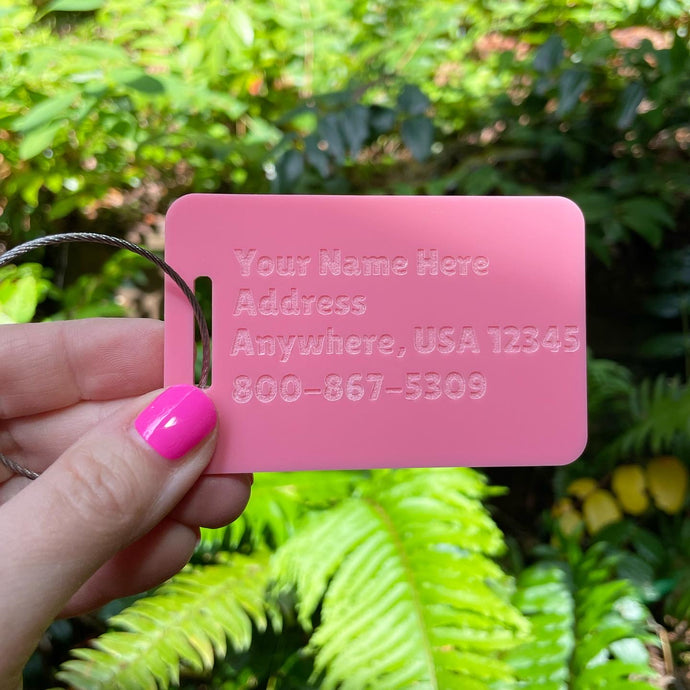 Your Name Here
Address
Anywhere, USA 12345
800-867-5309